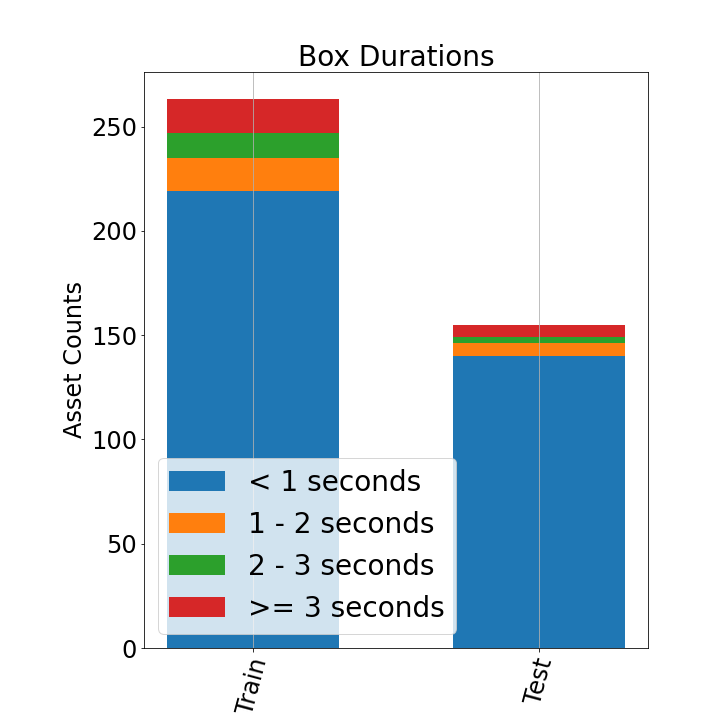 Box Durations
Asset Counts
250
200
150
100
50
0
< 1 seconds
1 - 2 seconds
2 - 3 seconds
>= 3 seconds
Train
Test